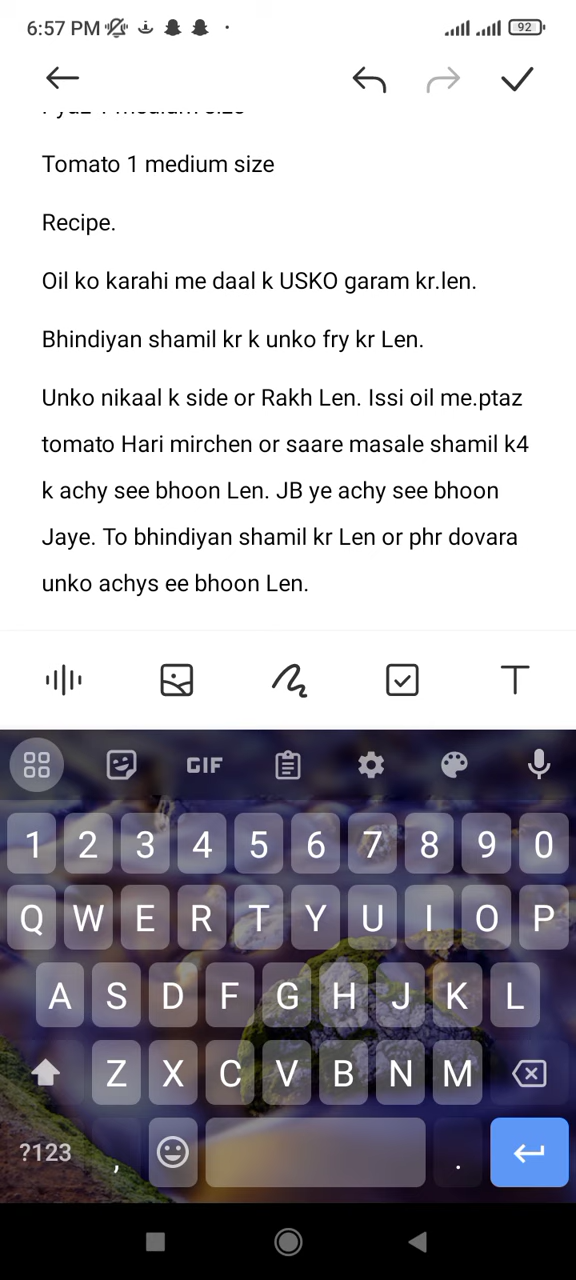 6:57 PM
92
Tomato 1 medium size
Recipe.
Oil ko karahi me daal k USKO garam kr.len.
Bhindiyan shamil kr k unko fry kr Len.
Unko nikaal k side or Rakh Len. Issi oil me.ptaz
tomato Hari mirchen or saare masale shamil k4
k achy see bhoon Len. JB ye achy see bhoon
Jaye. To bhindiyan shamil kr Len or phr dovara
unko achys ee bhoon Len.
T
GIF
1 2 3 4 5 6 7 8 9 0
Q W E R T Y U I O P
A S D F G H J K L
Z X C V B N M
?123 , .